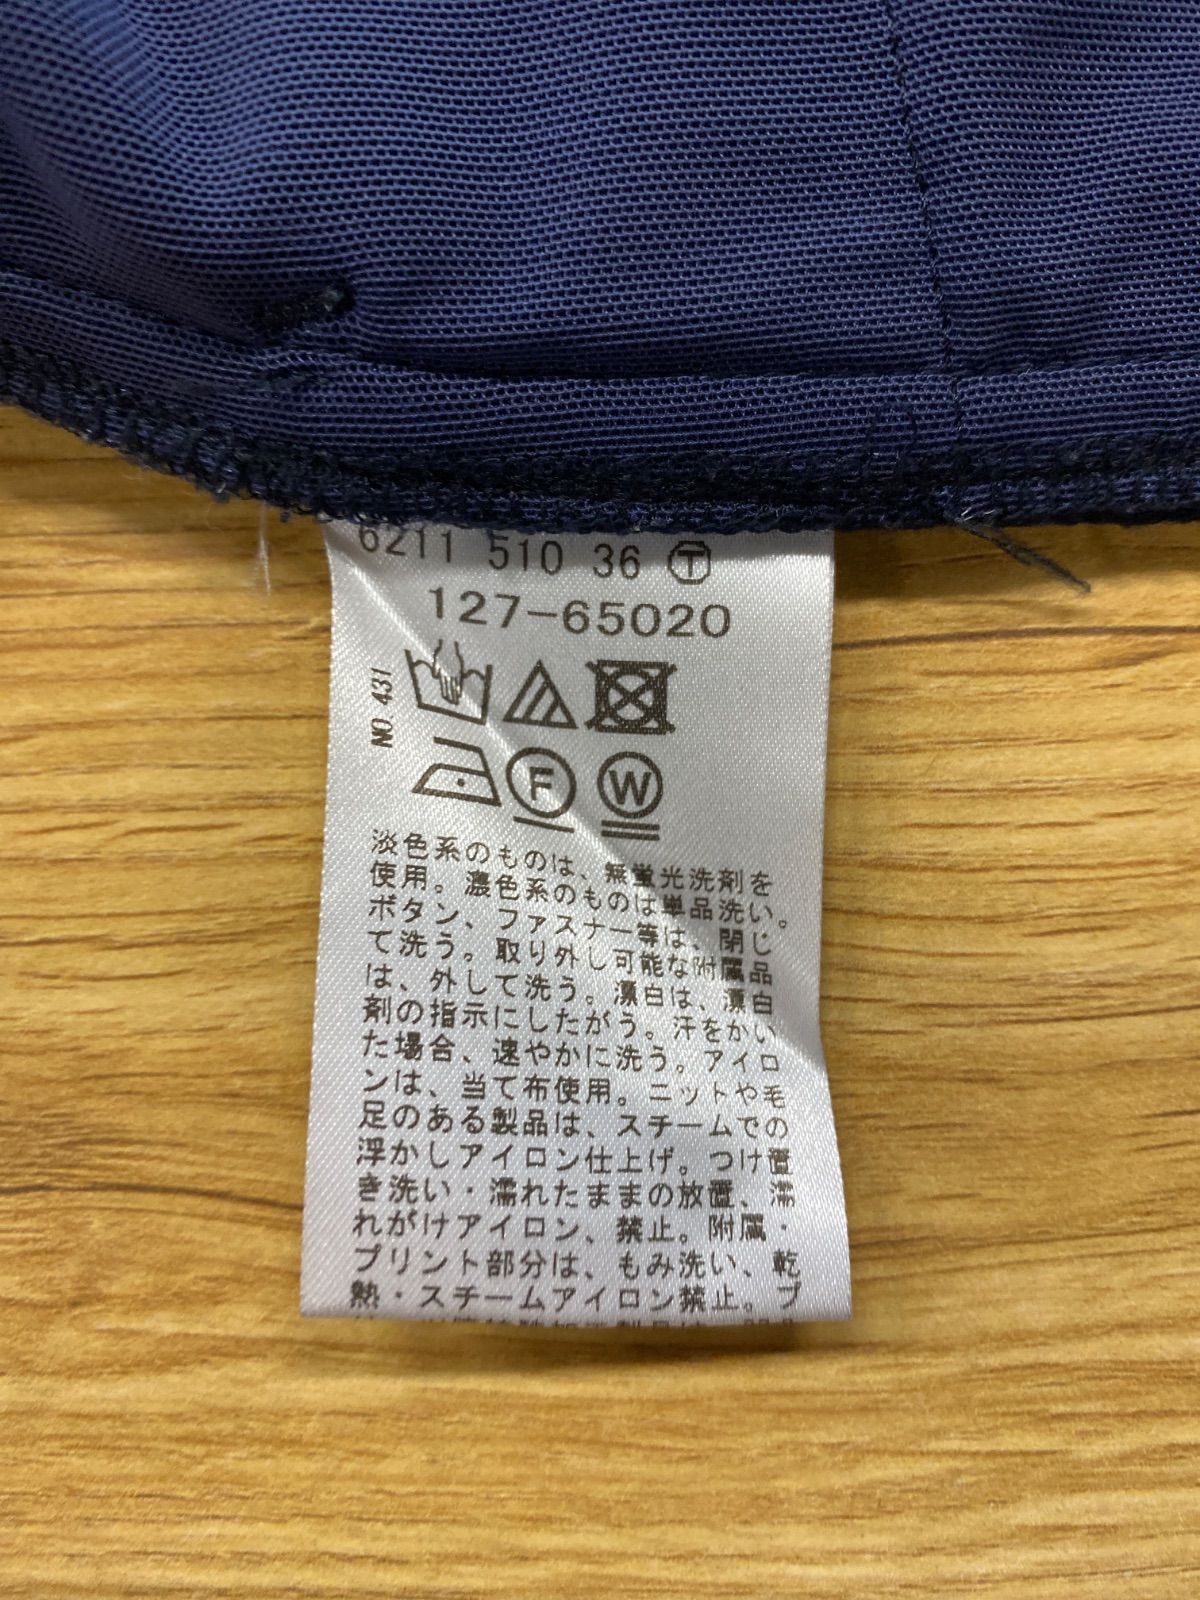 6211 510 36 Ⓣ
127-65020
NO. 431
F
W
淡色系のものは、無蛍光洗剤を
使用。濃色系のものは単品洗い。
ボタン、ファスナー等は、閉じ
て洗う。取り外し可能な附属品
は、外して洗う。漂白は、漂白
剤の指示にしたがう。汗をかい
た場合、速やかに洗う。アイロ
ンは、当て布使用。ニットや毛
足のある製品は、スチームでの
浮かしアイロン仕上げ。つけ置
き洗い・濡れたままの放置、濡
れがけアイロン、禁止。附属・
プリント部分は、もみ洗い、乾
熱・スチームアイロン禁止。プ